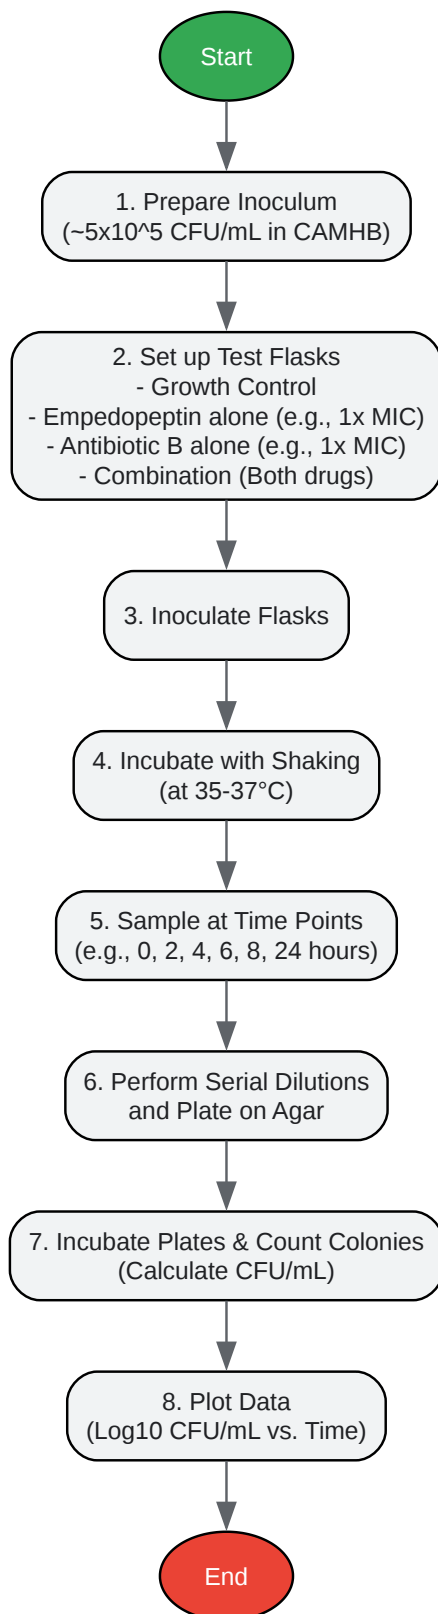 Start
1. Prepare Inoculum
(~5x10^5 CFU/mL in CAMHB)
2. Set up Test Flasks
- Growth Control
- Empedopeptin alone (e.g., 1x MIC)
- Antibiotic B alone (e.g., 1x MIC)
- Combination (Both drugs)
3. Inoculate Flasks
4. Incubate with Shaking
(at 35-37°C)
5. Sample at Time Points
(e.g., 0, 2, 4, 6, 8, 24 hours)
6. Perform Serial Dilutions
and Plate on Agar
7. Incubate Plates & Count Colonies
(Calculate CFU/mL)
8. Plot Data
(Log10 CFU/mL vs. Time)
End